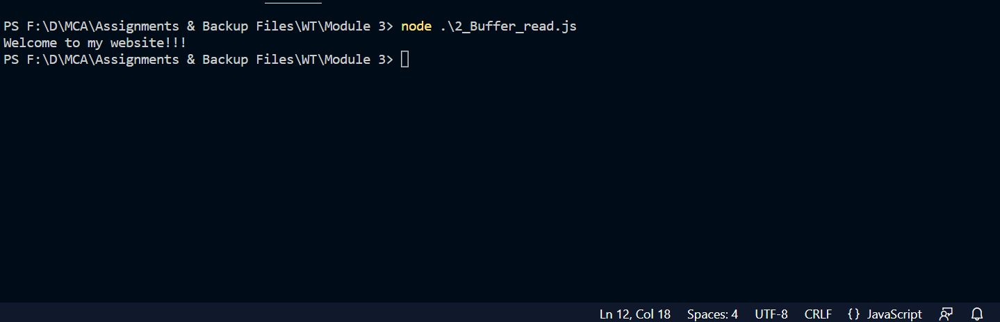 PS F:\D\MCA\Assignments & Backup Files\WT\Module 3> node .\2_Buffer_read.js
Welcome to my website!!!
PS F:\D\MCA\Assignments & Backup Files\WT\Module 3>
Ln 12, Col 18 Spaces: 4 UTF-8 CRLF {} JavaScript